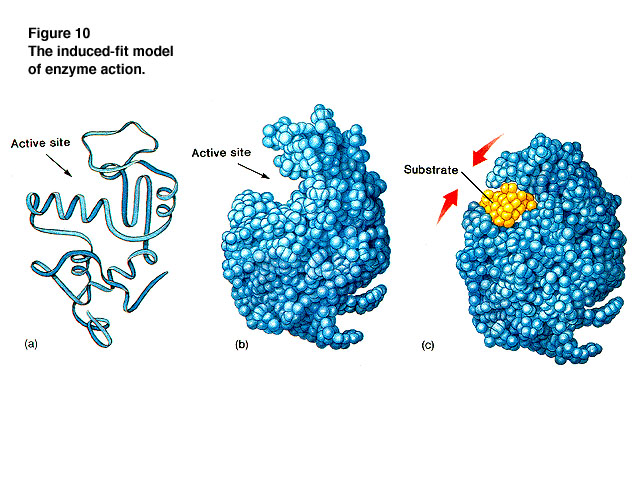 Figure 10
The induced-fit model
of enzyme action.
Active site
Active site
Substrate
(a)
(b)
(c)